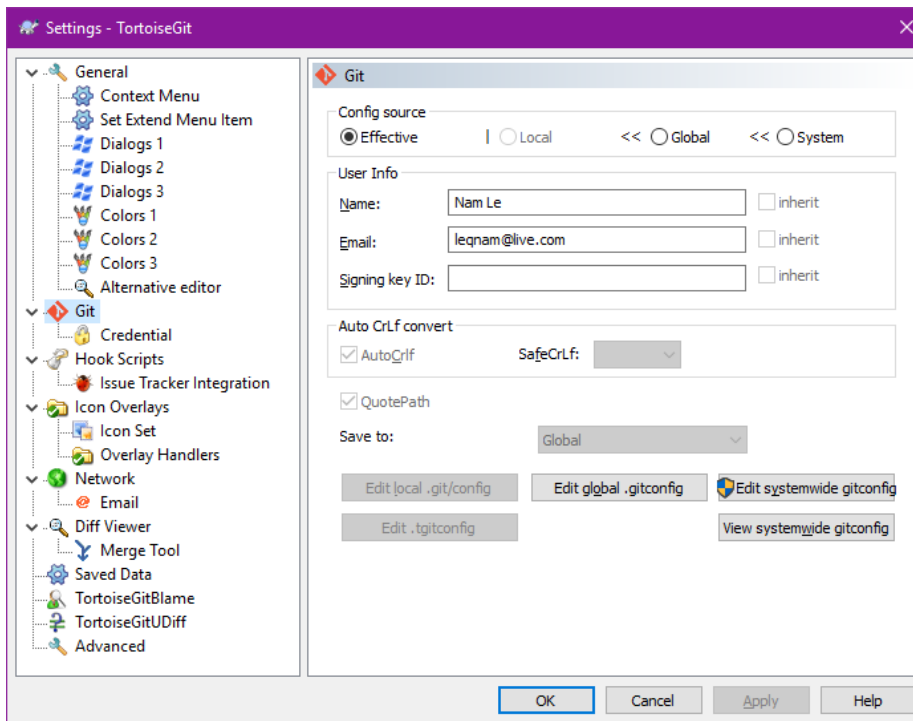 Settings - TortoiseGit
General
Context Menu
Set Extend Menu Item
Dialogs 1
Dialogs 2
Dialogs 3
Colors 1
Colors 2
Colors 3
Alternative editor
Git
Credential
Hook Scripts
Issue Tracker Integration
Icon Overlays
Icon Set
Overlay Handlers
Network
Email
Diff Viewer
Merge Tool
Saved Data
TortoiseGitBlame
TortoiseGitUDiff
Advanced
Git
Config source
Effective | Local << Global << System
User Info
Name: Nam Le inherit
Email: leqnam@live.com inherit
Signing key ID: inherit
Auto CrLf convert
AutoCrlf SafeCrLf:
QuotePath
Save to: Global
Edit local .git/config Edit global .gitconfig Edit systemwide gitconfig
Edit .tgitconfig View systemwide gitconfig
OK Cancel Apply Help